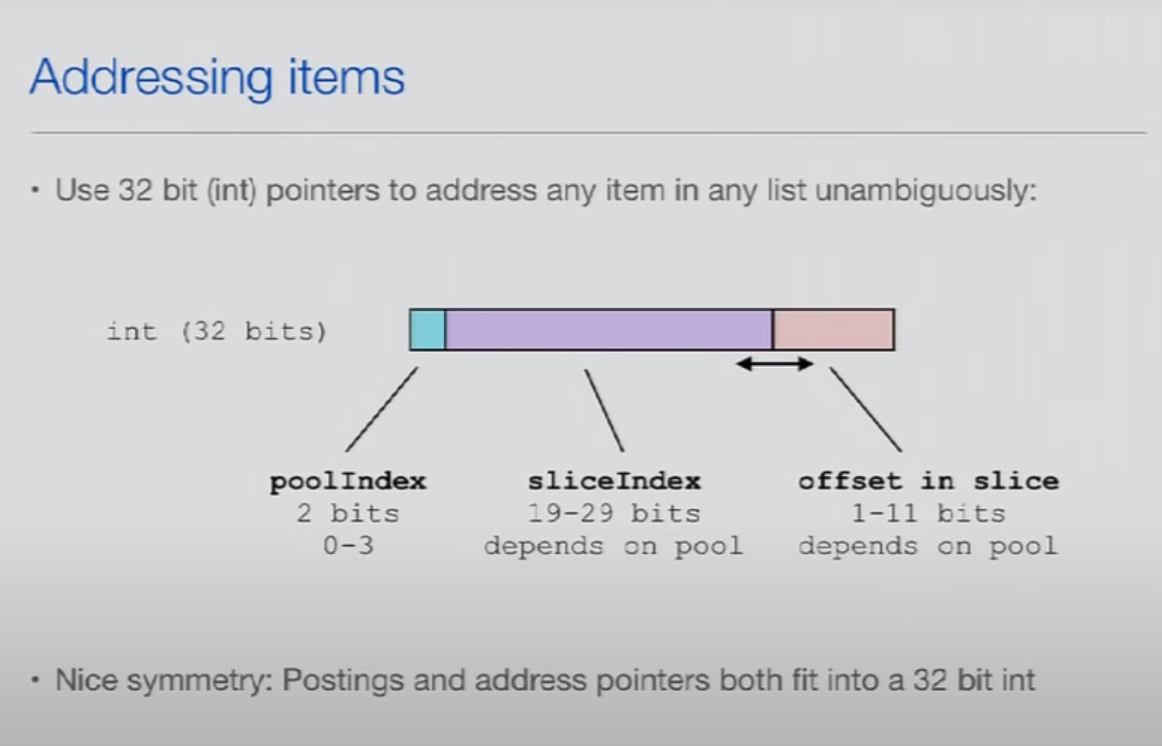 Addressing items
• Use 32 bit (int) pointers to address any item in any list unambiguously:
int (32 bits)
poolIndex
2 bits
0-3
sliceIndex
19-29 bits
depends on pool
offset in slice
1-11 bits
depends on pool
• Nice symmetry: Postings and address pointers both fit into a 32 bit int